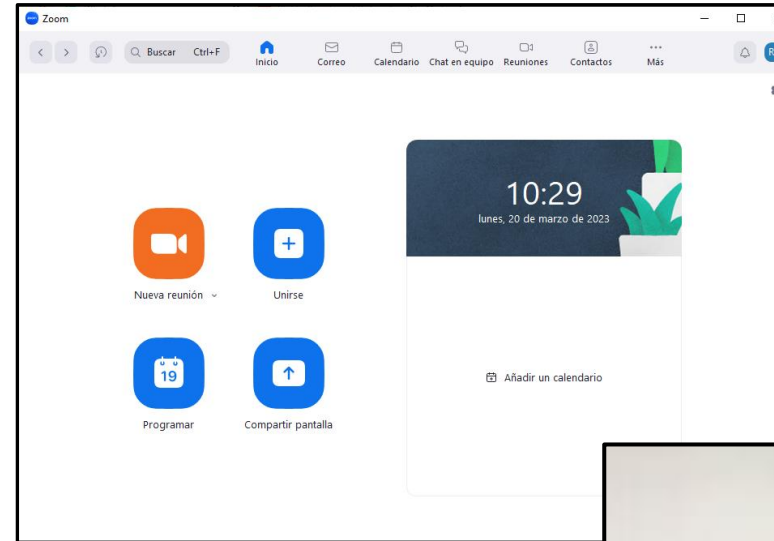 zoom Zoom
Buscar Ctrl+F
Inicio
Correo
Calendario
Chat en equipo
Reuniones
Contactos
Más
R
10:29
lunes, 20 de marzo de 2023
Nueva reunión
Unirse
19
Programar
Compartir pantalla
Añadir un calendario